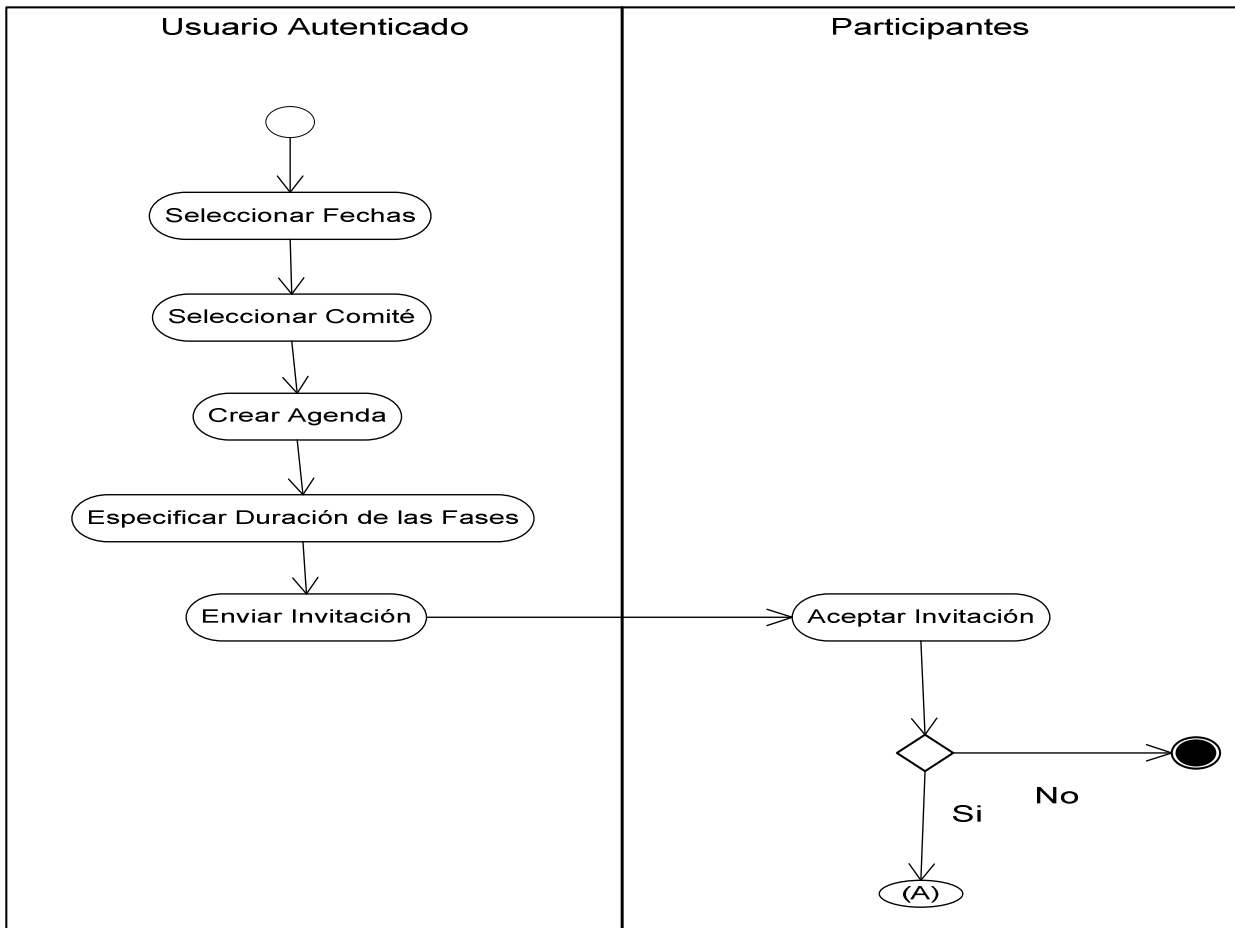 Usuario Autenticado
Participantes
Seleccionar Fechas
Seleccionar Comité
Crear Agenda
Especificar Duración de las Fases
Enviar Invitación
Aceptar Invitación
No
Si
(A)